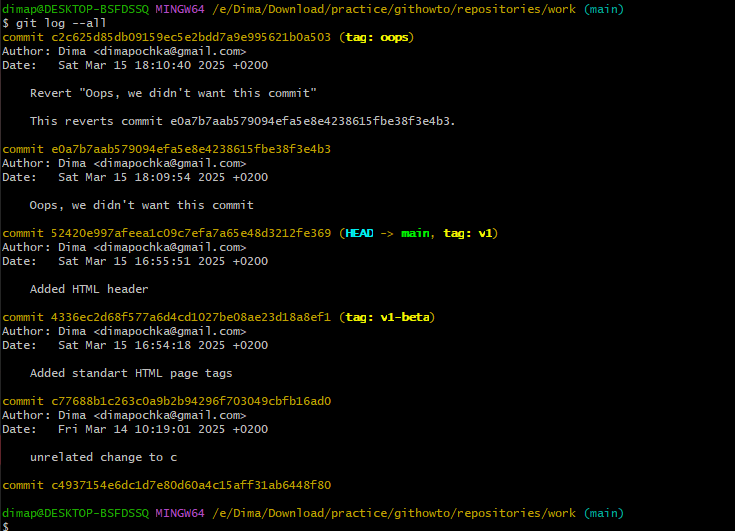 dimap@DESKTOP-BSFDSSQ MINGW64 /e/Dima/Download/practice/githowto/repositories/work (main)
$ git log --all
commit c2c625d85db09159ec5e2bdd7a9e995621b0a503 (tag: oops)
Author: Dima <dimapochka@gmail.com>
Date:   Sat Mar 15 18:10:40 2025 +0200
    Revert "Oops, we didn't want this commit"
    This reverts commit e0a7b7aab579094efa5e8e4238615fbe38f3e4b3.
commit e0a7b7aab579094efa5e8e4238615fbe38f3e4b3
Author: Dima <dimapochka@gmail.com>
Date:   Sat Mar 15 18:09:54 2025 +0200
    Oops, we didn't want this commit
commit 52420e997afeea1c09c7efa7a65e48d3212fe369 (HEAD -> main, tag: v1)
Author: Dima <dimapochka@gmail.com>
Date:   Sat Mar 15 16:55:51 2025 +0200
    Added HTML header
commit 4336ec2d68f577a6d4cd1027be08ae23d18a8ef1 (tag: v1-beta)
Author: Dima <dimapochka@gmail.com>
Date:   Sat Mar 15 16:54:18 2025 +0200
    Added standart HTML page tags
commit c77688b1c263c0a9b2b94296f703049cbfb16ad0
Author: Dima <dimapochka@gmail.com>
Date:   Fri Mar 14 10:19:01 2025 +0200
    unrelated change to c
commit c4937154e6dc1d7e80d60a4c15aff31ab6448f80
dimap@DESKTOP-BSFDSSQ MINGW64 /e/Dima/Download/practice/githowto/repositories/work (main)
$